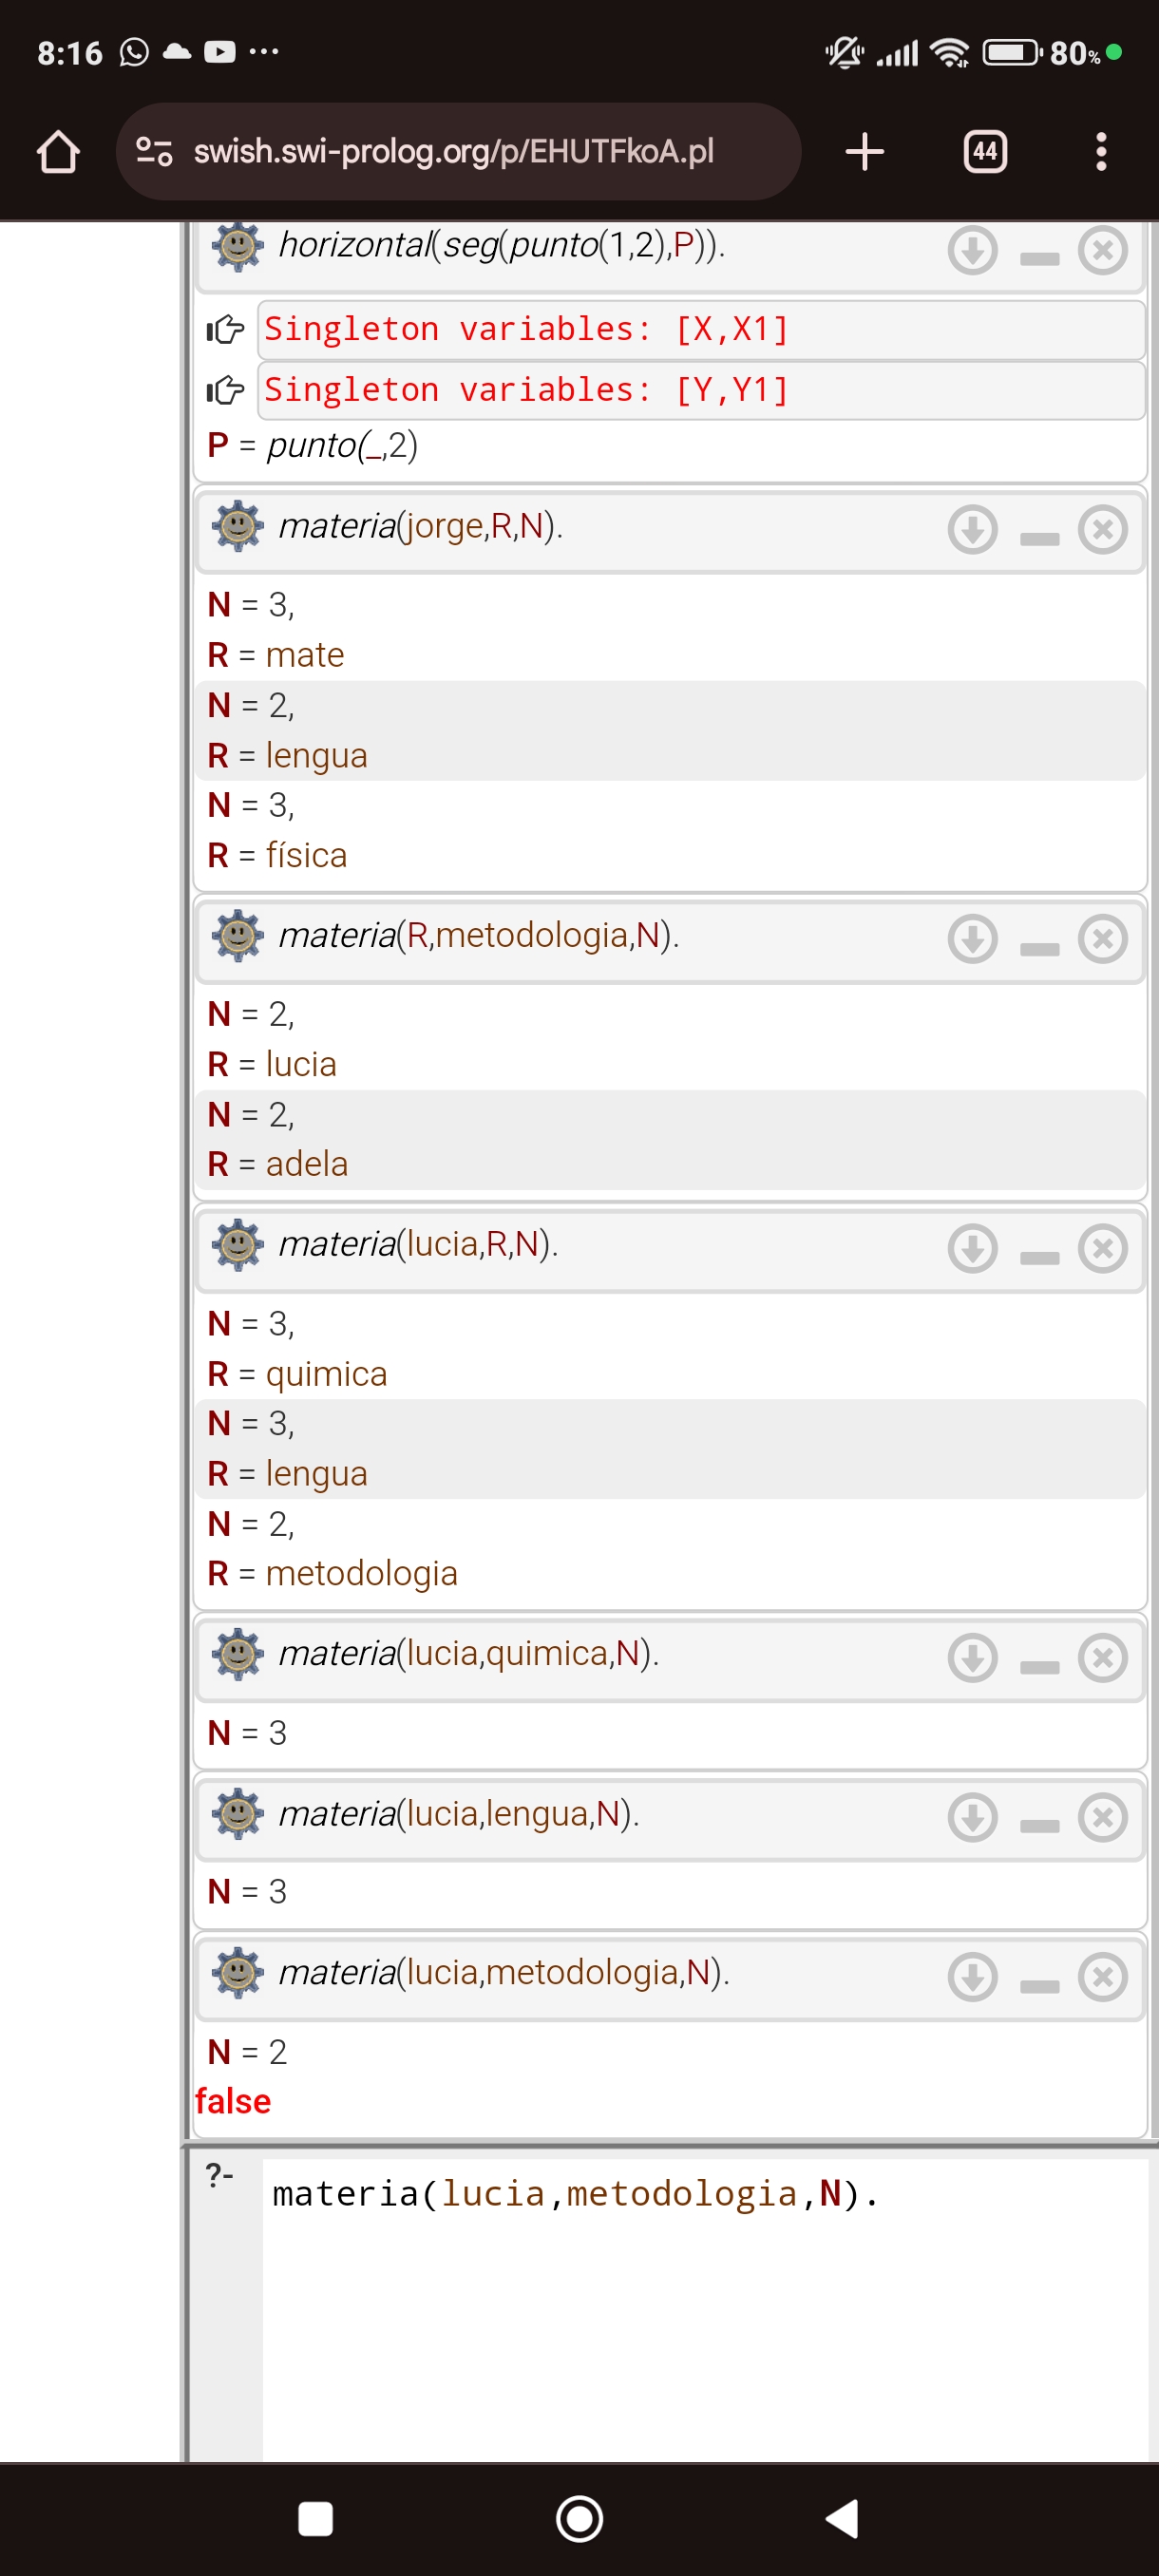 8:16 ... 80%
swish.swi-prolog.org/p/EHUTFkoA.pl 44
horizontal(seg(punto(1,2),P)).
Singleton variables: [X,X1]
Singleton variables: [Y,Y1]
P = punto(_,2)
materia(jorge,R,N).
N = 3,
R = mate
N = 2,
R = lengua
N = 3,
R = física
materia(R,metodologia,N).
N = 2,
R = lucia
N = 2,
R = adela
materia(lucia,R,N).
N = 3,
R = quimica
N = 3,
R = lengua
N = 2,
R = metodologia
materia(lucia,quimica,N).
N = 3
materia(lucia,lengua,N).
N = 3
materia(lucia,metodologia,N).
N = 2
false
?- materia(lucia,metodologia,N).